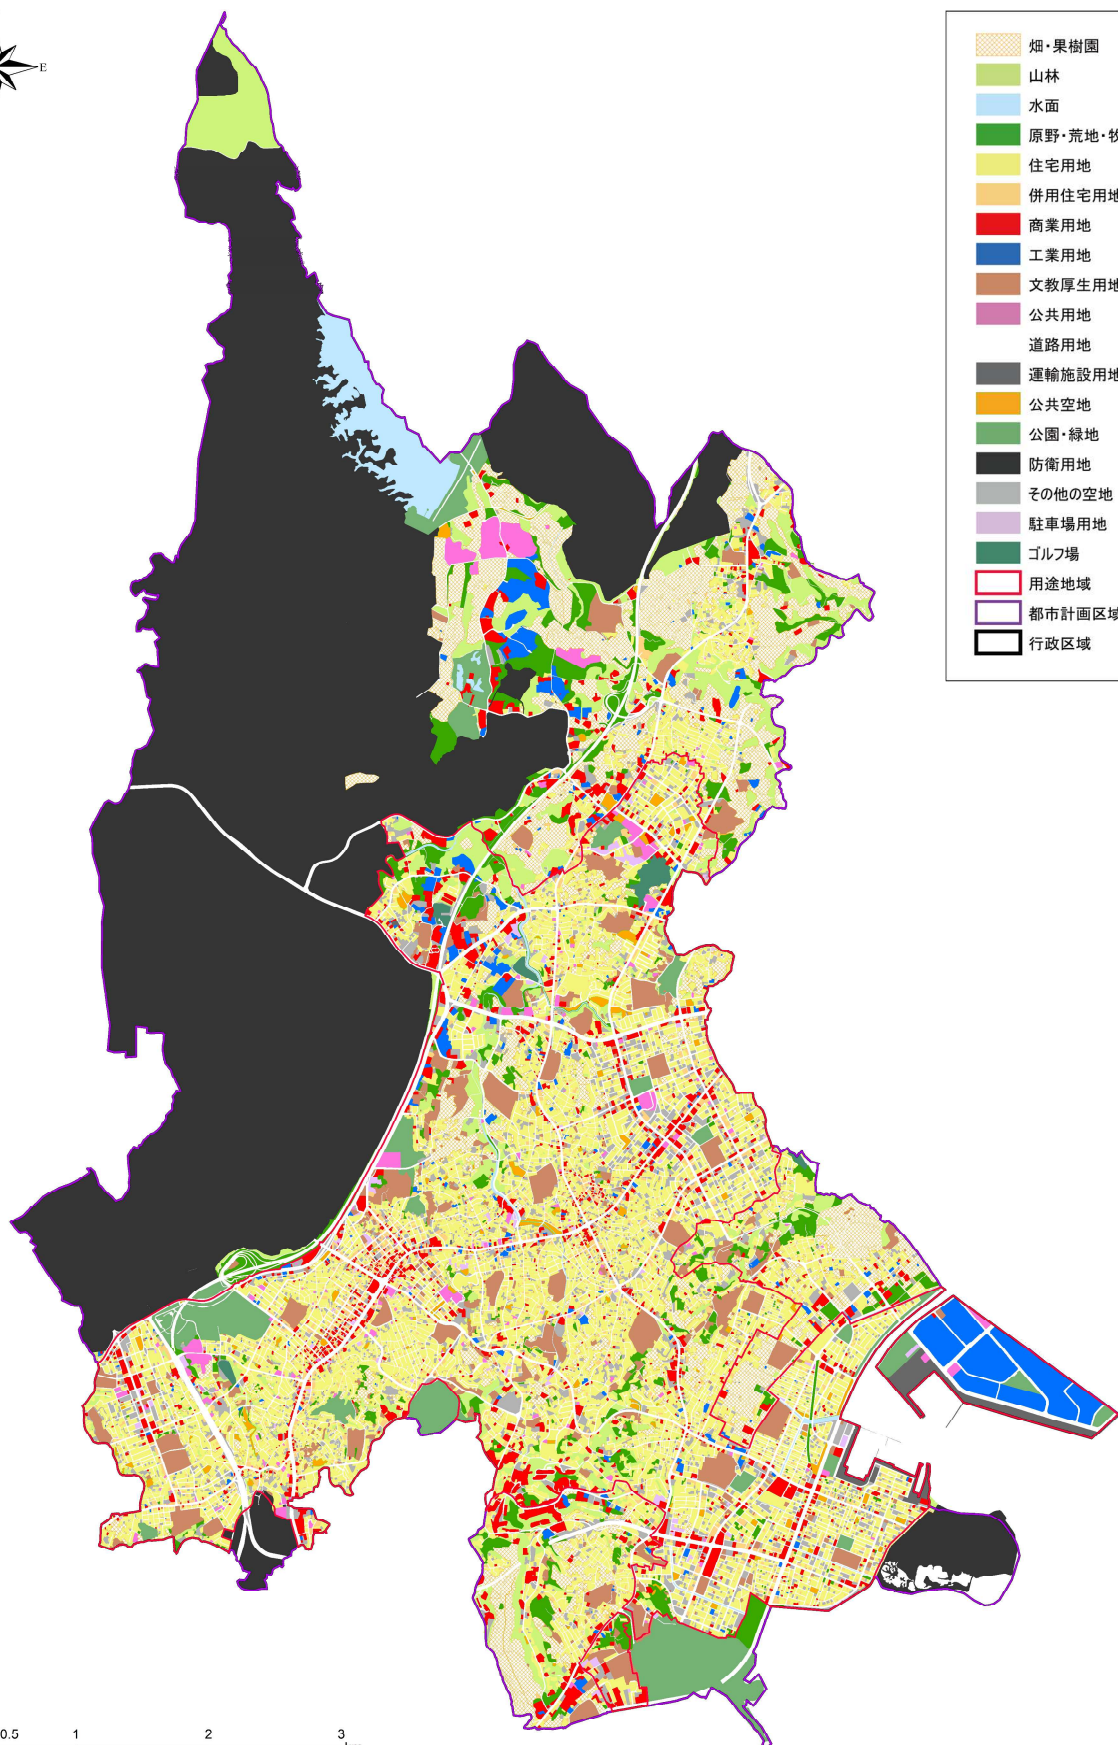 E
畑・果樹園
山林
水面
原野・荒地・牧
住宅用地
併用住宅用地
商業用地
工業用地
文教厚生用地
公共用地
道路用地
運輸施設用地
公共空地
公園・緑地
防衛用地
その他の空地
駐車場用地
ゴルフ場
用途地域
都市計画区域
行政区域
0.5 1 2 3
km